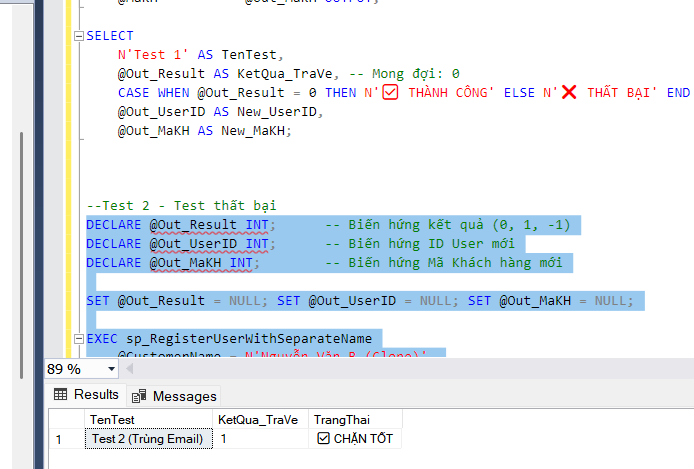 @MaKH @Out_MaKH OUTPUT;
SELECT
N'Test 1' AS TenTest,
@Out_Result AS KetQua_TraVe, -- Mong đợi: 0
CASE WHEN @Out_Result = 0 THEN N'✅ THÀNH CÔNG' ELSE N'❌ THẤT BẠI' END
@Out_UserID AS New_UserID,
@Out_MaKH AS New_MaKH;
--Test 2 - Test thất bại
DECLARE @Out_Result INT; -- Biến hứng kết quả (0, 1, -1)
DECLARE @Out_UserID INT; -- Biến hứng ID User mới
DECLARE @Out_MaKH INT; -- Biến hứng Mã Khách hàng mới
SET @Out_Result = NULL; SET @Out_UserID = NULL; SET @Out_MaKH = NULL;
EXEC sp_RegisterUserWithSeparateName
@CustomerName = N'Nguyễn Văn B (Clone)',
89 %
Results Messages
TenTest KetQua_TraVe TrangThai
1 Test 2 (Trùng Email) 1 ✅ CHẶN TỐT